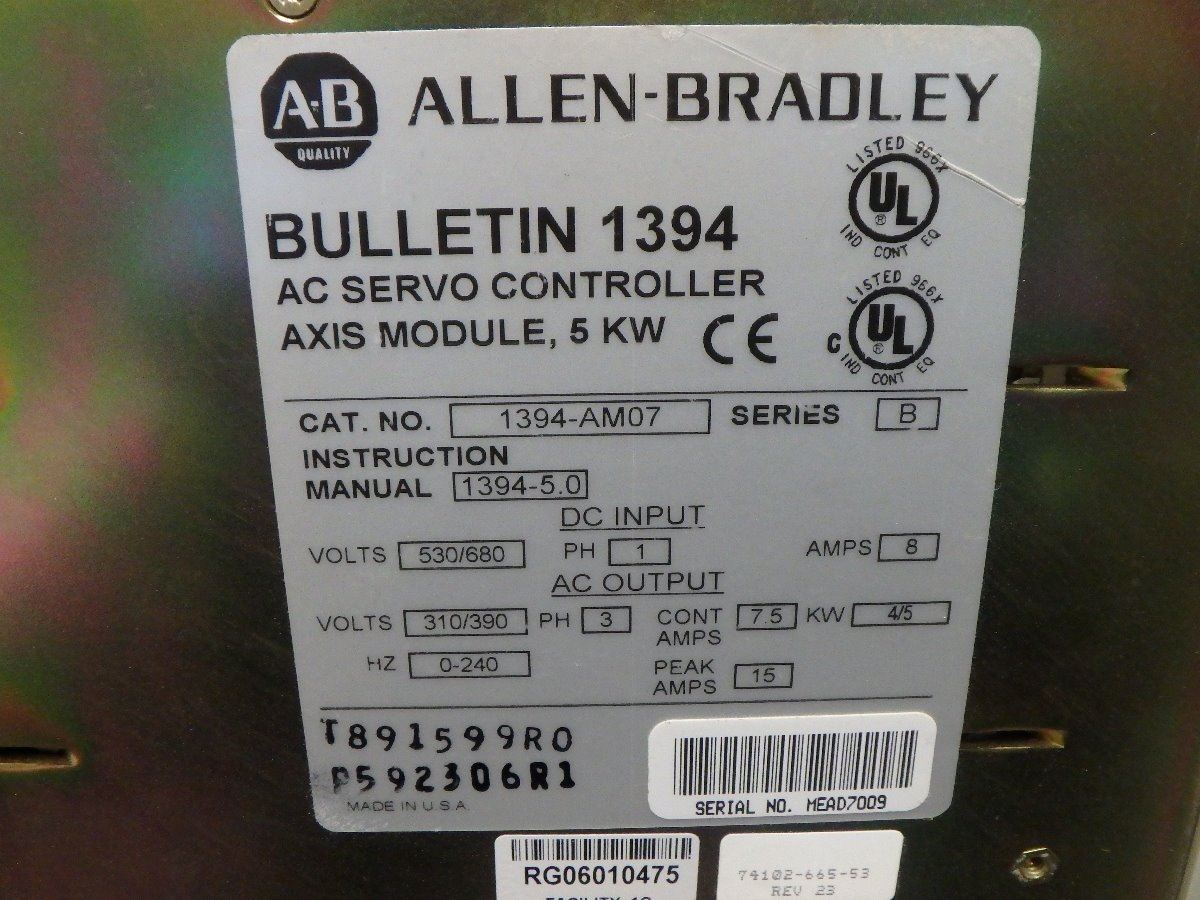 A-B ALLEN-BRADLEY
QUALITY
LISTED 966X
UL
®
IND CONT EQ
BULLETIN 1394
AC SERVO CONTROLLER
AXIS MODULE, 5 KW CE
LISTED 966X
C UL
®
IND CONT EQ
CAT. NO. 1394-AM07 SERIES B
INSTRUCTION
MANUAL 1394-5.0
DC INPUT
VOLTS 530/680 PH 1 AMPS 8
AC OUTPUT
VOLTS 310/390 PH 3 CONT AMPS 7.5 KW 4/5
HZ 0-240 PEAK AMPS 15
T891599R0
P592306R1
MADE IN U.S.A.
SERIAL NO. MEAD7009
RG06010475
74102-665-53
REV 23